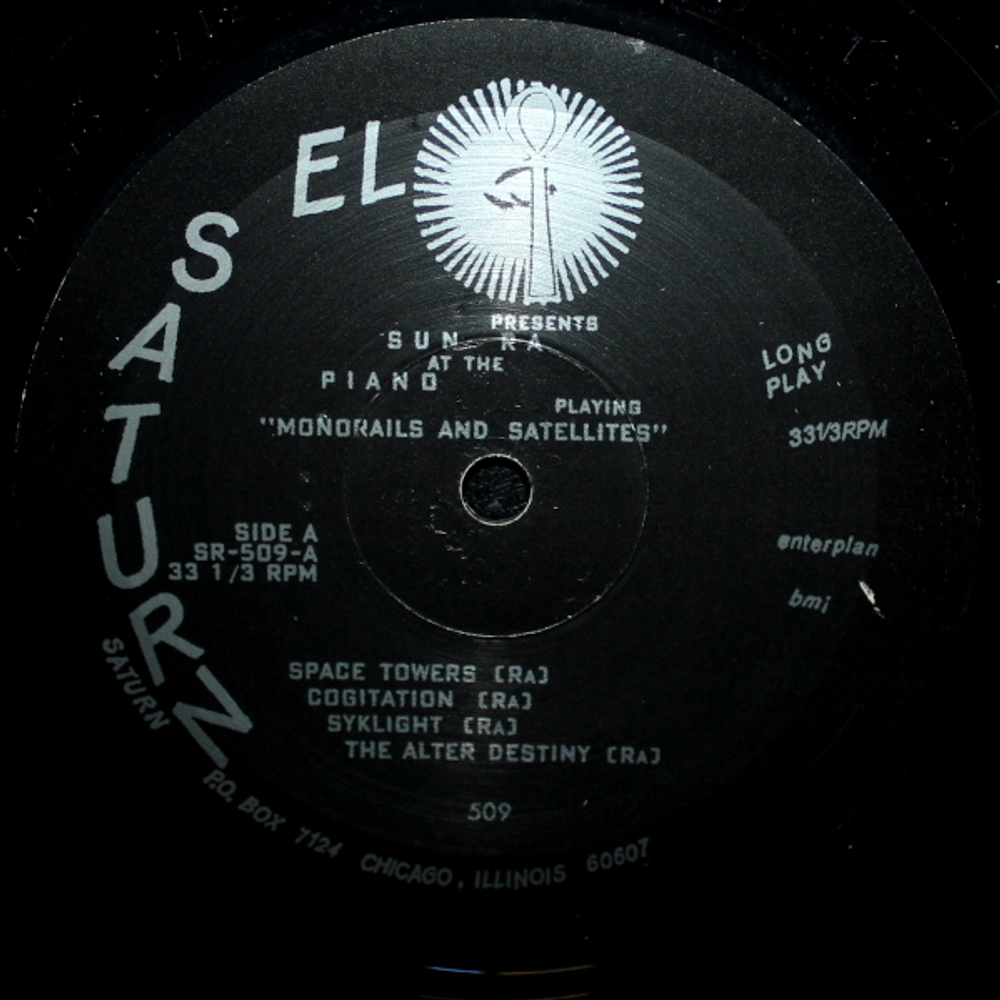 EL
SATURN
PRESENTS
SUN RA
AT THE
PIANO
PLAYING
"MONORAILS AND SATELLITES"
LONG
PLAY
331/3RPM
SIDE A
SR-509-A
33 1/3 RPM
enterplan
bmi
SPACE TOWERS [RA]
COGITATION [RA]
SYKLIGHT [RA]
THE ALTER DESTINY [RA]
509
SATURN P.O. BOX 7124 CHICAGO, ILLINOIS 60607